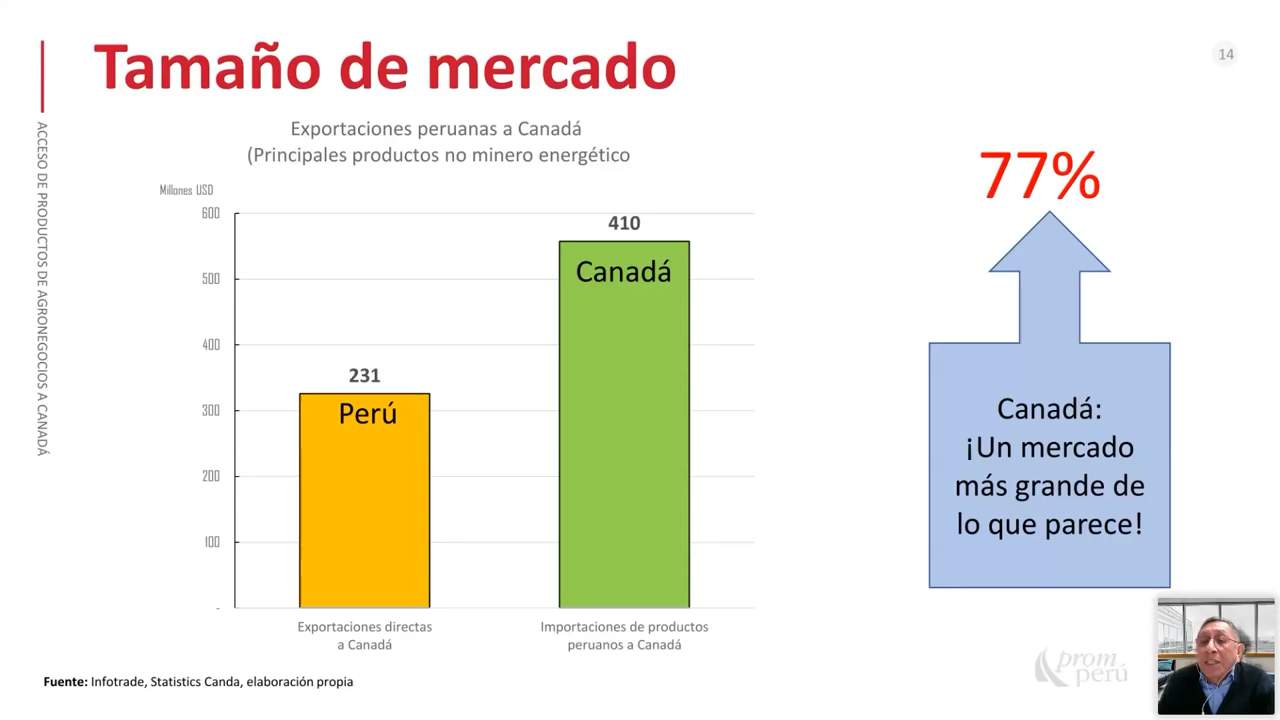 Tamaño de mercado
14
ACCESO DE PRODUCTOS DE AGRONEGOCIOS A CANADÁ
Exportaciones peruanas a Canadá
(Principales productos no minero energético
Millones USD
600
500
400
300
200
100
-
231
Perú
410
Canadá
Exportaciones directas
a Canadá
Importaciones de productos
peruanos a Canadá
77%
Canadá:
¡Un mercado
más grande de
lo que parece!
Fuente: Infotrade, Statistics Canda, elaboración propia
prom
perú